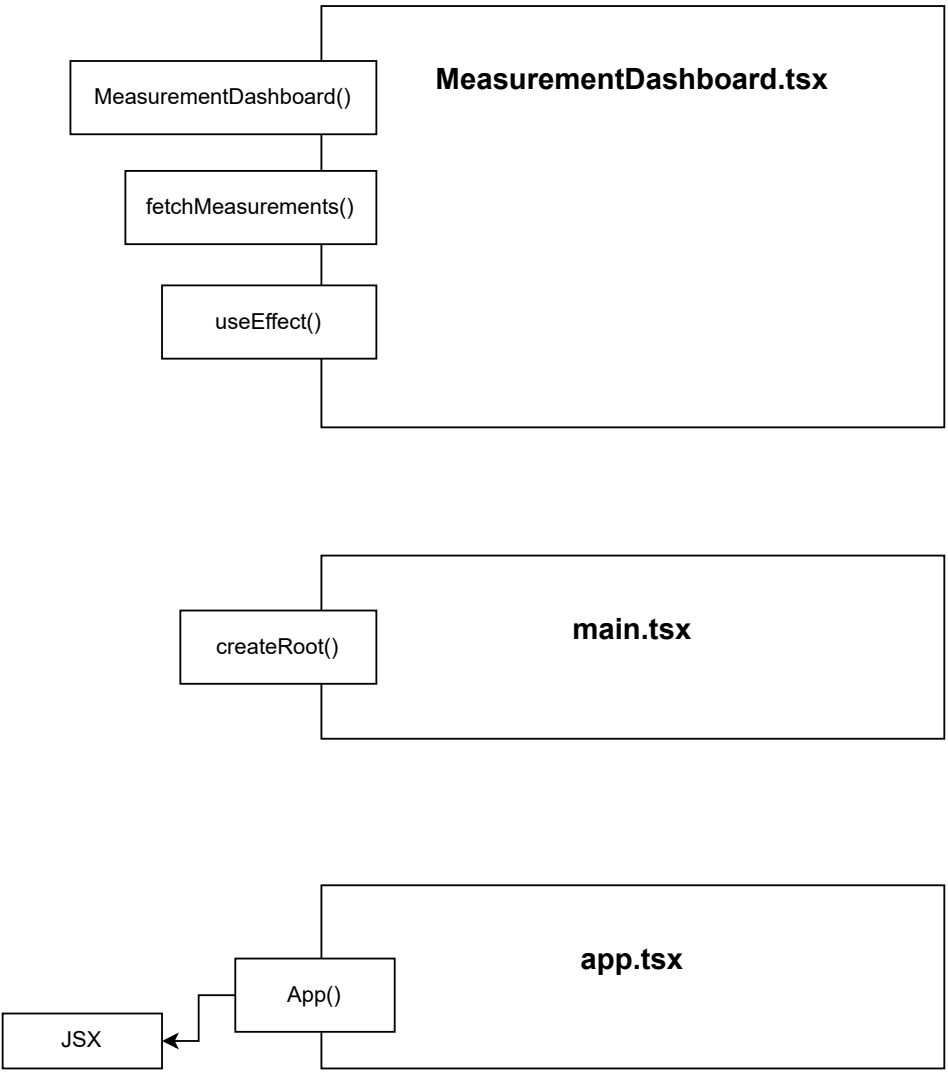 MeasurementDashboard.tsx
MeasurementDashboard()
fetchMeasurements()
useEffect()
main.tsx
createRoot()
app.tsx
App()
JSX